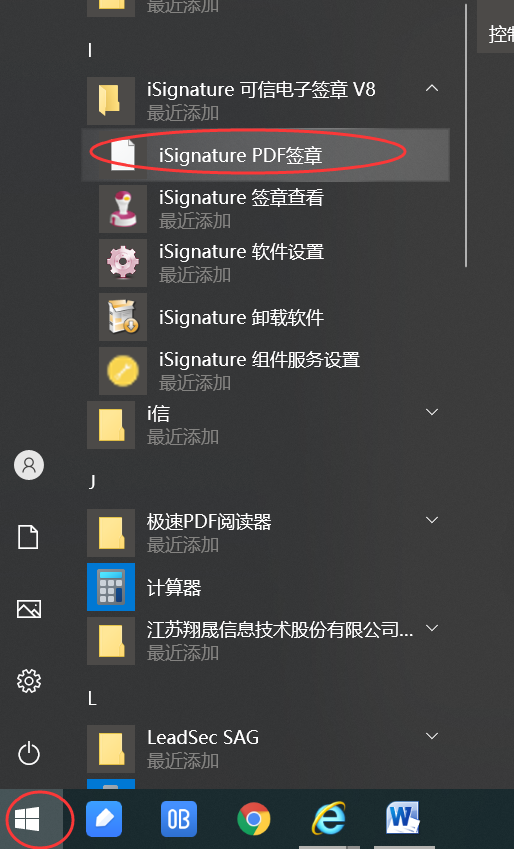 最近添加
控制
I
iSignature 可信电子签章 V8
最近添加
iSignature PDF签章
iSignature 签章查看
最近添加
iSignature 软件设置
最近添加
iSignature 卸载软件
iSignature 组件服务设置
最近添加
i信
最近添加
J
极速PDF阅读器
最近添加
计算器
江苏翔晟信息技术股份有限公司...
最近添加
L
LeadSec SAG
最近添加